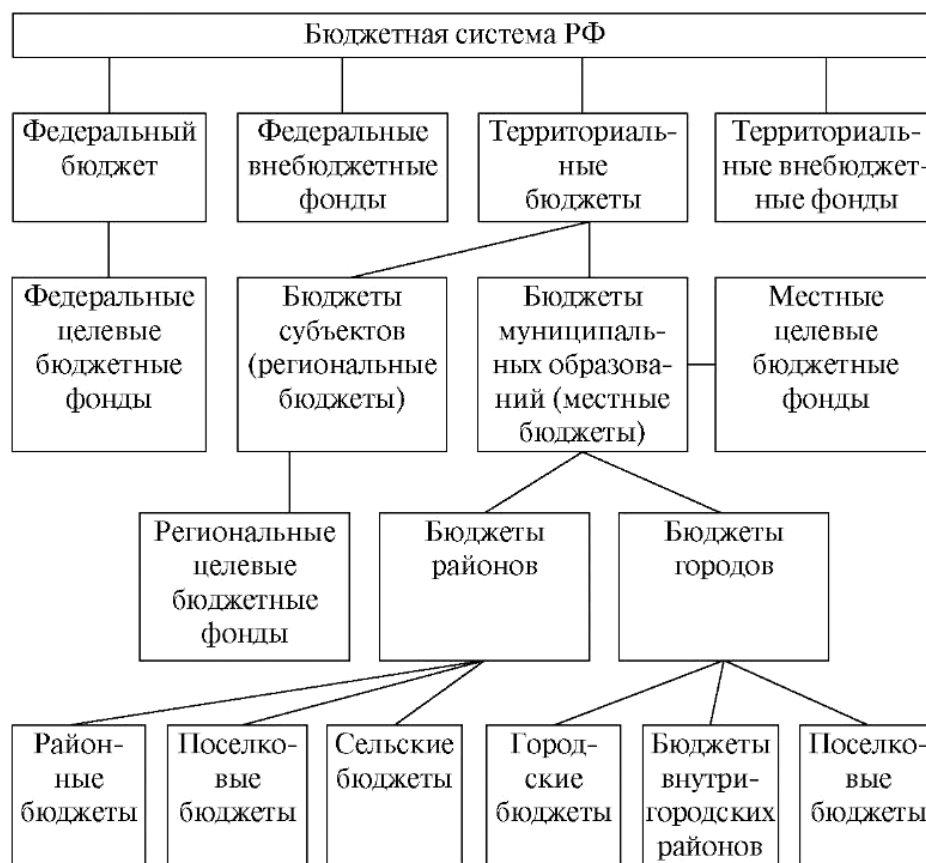 Бюджетная система РФ
Федеральный
бюджет
Федеральные
внебюджетные
фонды
Территориаль-
ные
бюджеты
Территориаль-
ные внебюджет-
ные фонды
Федеральные
целевые
бюджетные
фонды
Бюджеты
субъектов
(региональные
бюджеты)
Бюджеты
муниципаль-
ных образова-
ний (местные
бюджеты)
Местные
целевые
бюджетные
фонды
Региональные
целевые
бюджетные
фонды
Бюджеты
районов
Бюджеты
городов
Район-
ные
бюджеты
Поселко-
вые
бюджеты
Сельские
бюджеты
Город-
ские
бюджеты
Бюджеты
внутри-
городских
районов
Поселко-
вые
бюджеты